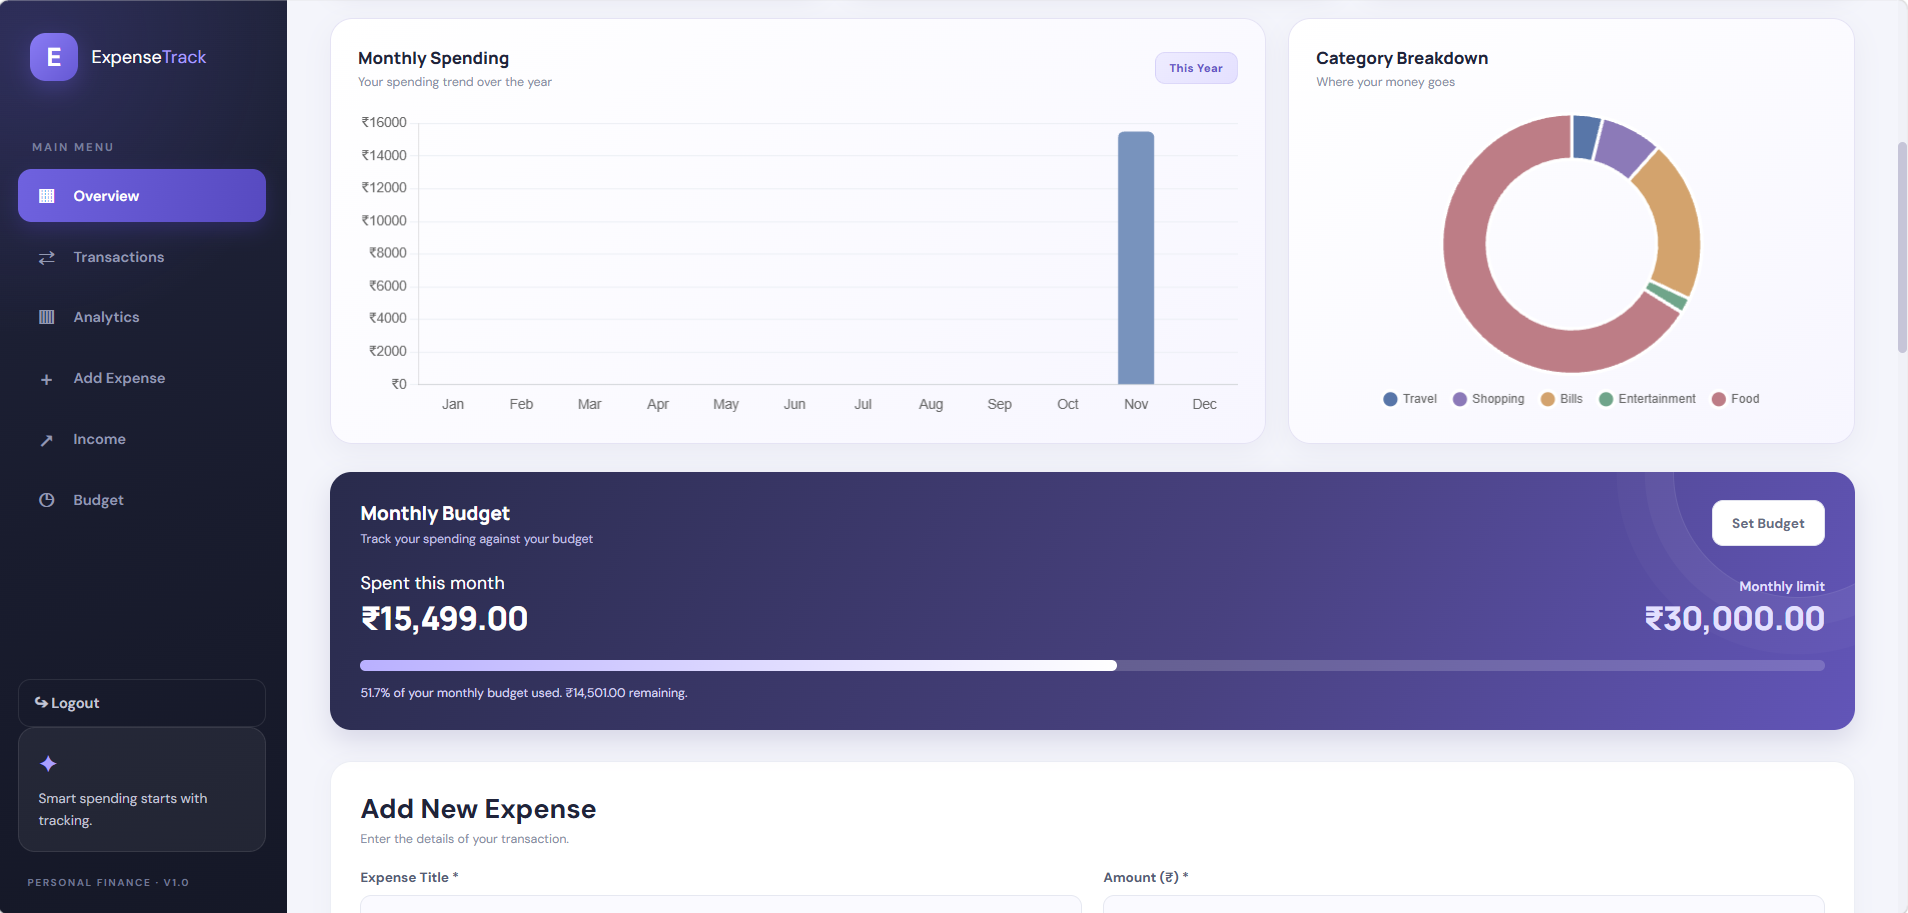 E
ExpenseTrack
MAIN MENU
Overview
Transactions
Analytics
Add Expense
Income
Budget
Logout
Smart spending starts with
tracking.
PERSONAL FINANCE · V1.0
Monthly Spending
Your spending trend over the year
This Year
₹16000
₹14000
₹12000
₹10000
₹8000
₹6000
₹4000
₹2000
₹0
Jan Feb Mar Apr May Jun Jul Aug Sep Oct Nov Dec
Category Breakdown
Where your money goes
Travel Shopping Bills Entertainment Food
Monthly Budget
Track your spending against your budget
Set Budget
Spent this month
₹15,499.00
Monthly limit
₹30,000.00
51.7% of your monthly budget used. ₹14,501.00 remaining.
Add New Expense
Enter the details of your transaction.
Expense Title *
Amount (₹) *